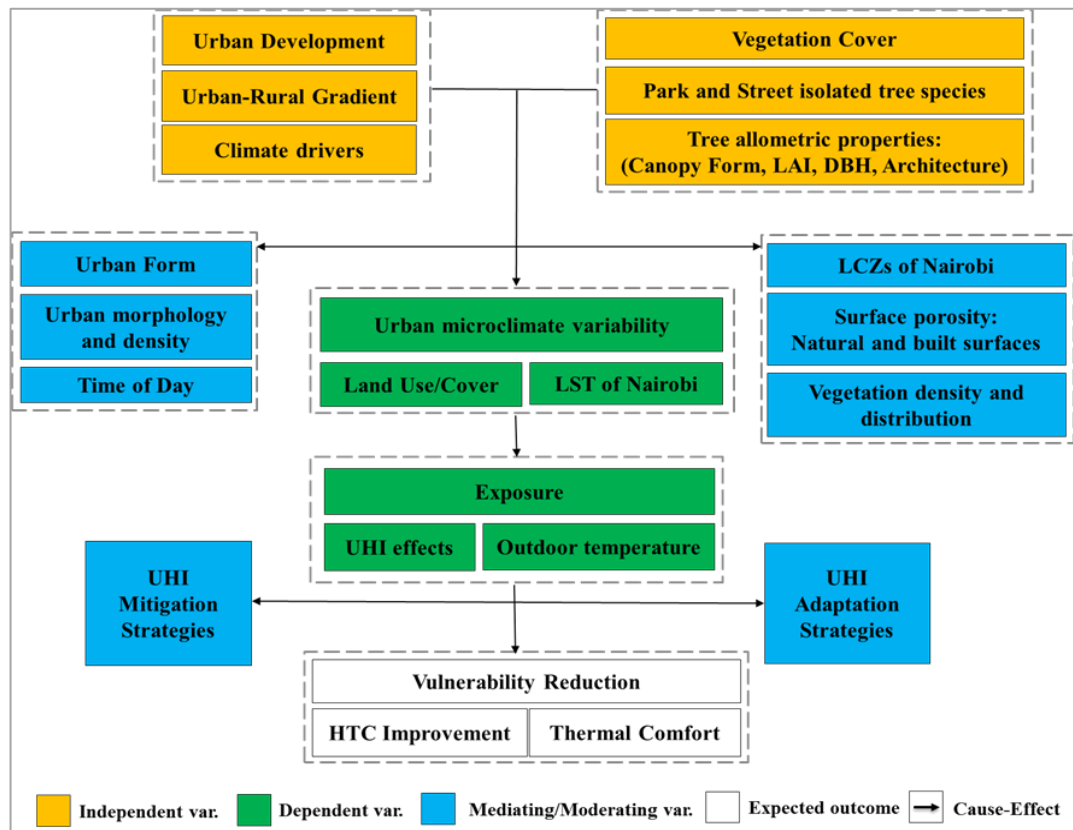 Urban Development
Urban-Rural Gradient
Climate drivers
Vegetation Cover
Park and Street isolated tree species
Tree allometric properties:
(Canopy Form, LAI, DBH, Architecture)
Urban Form
Urban morphology
and density
Time of Day
Urban microclimate variability
Land Use/Cover
LST of Nairobi
LCZs of Nairobi
Surface porosity:
Natural and built surfaces
Vegetation density and
distribution
Exposure
UHI effects
Outdoor temperature
UHI
Mitigation
Strategies
UHI
Adaptation
Strategies
Vulnerability Reduction
HTC Improvement
Thermal Comfort
Independent var.
Dependent var.
Mediating/Moderating var.
Expected outcome
Cause-Effect